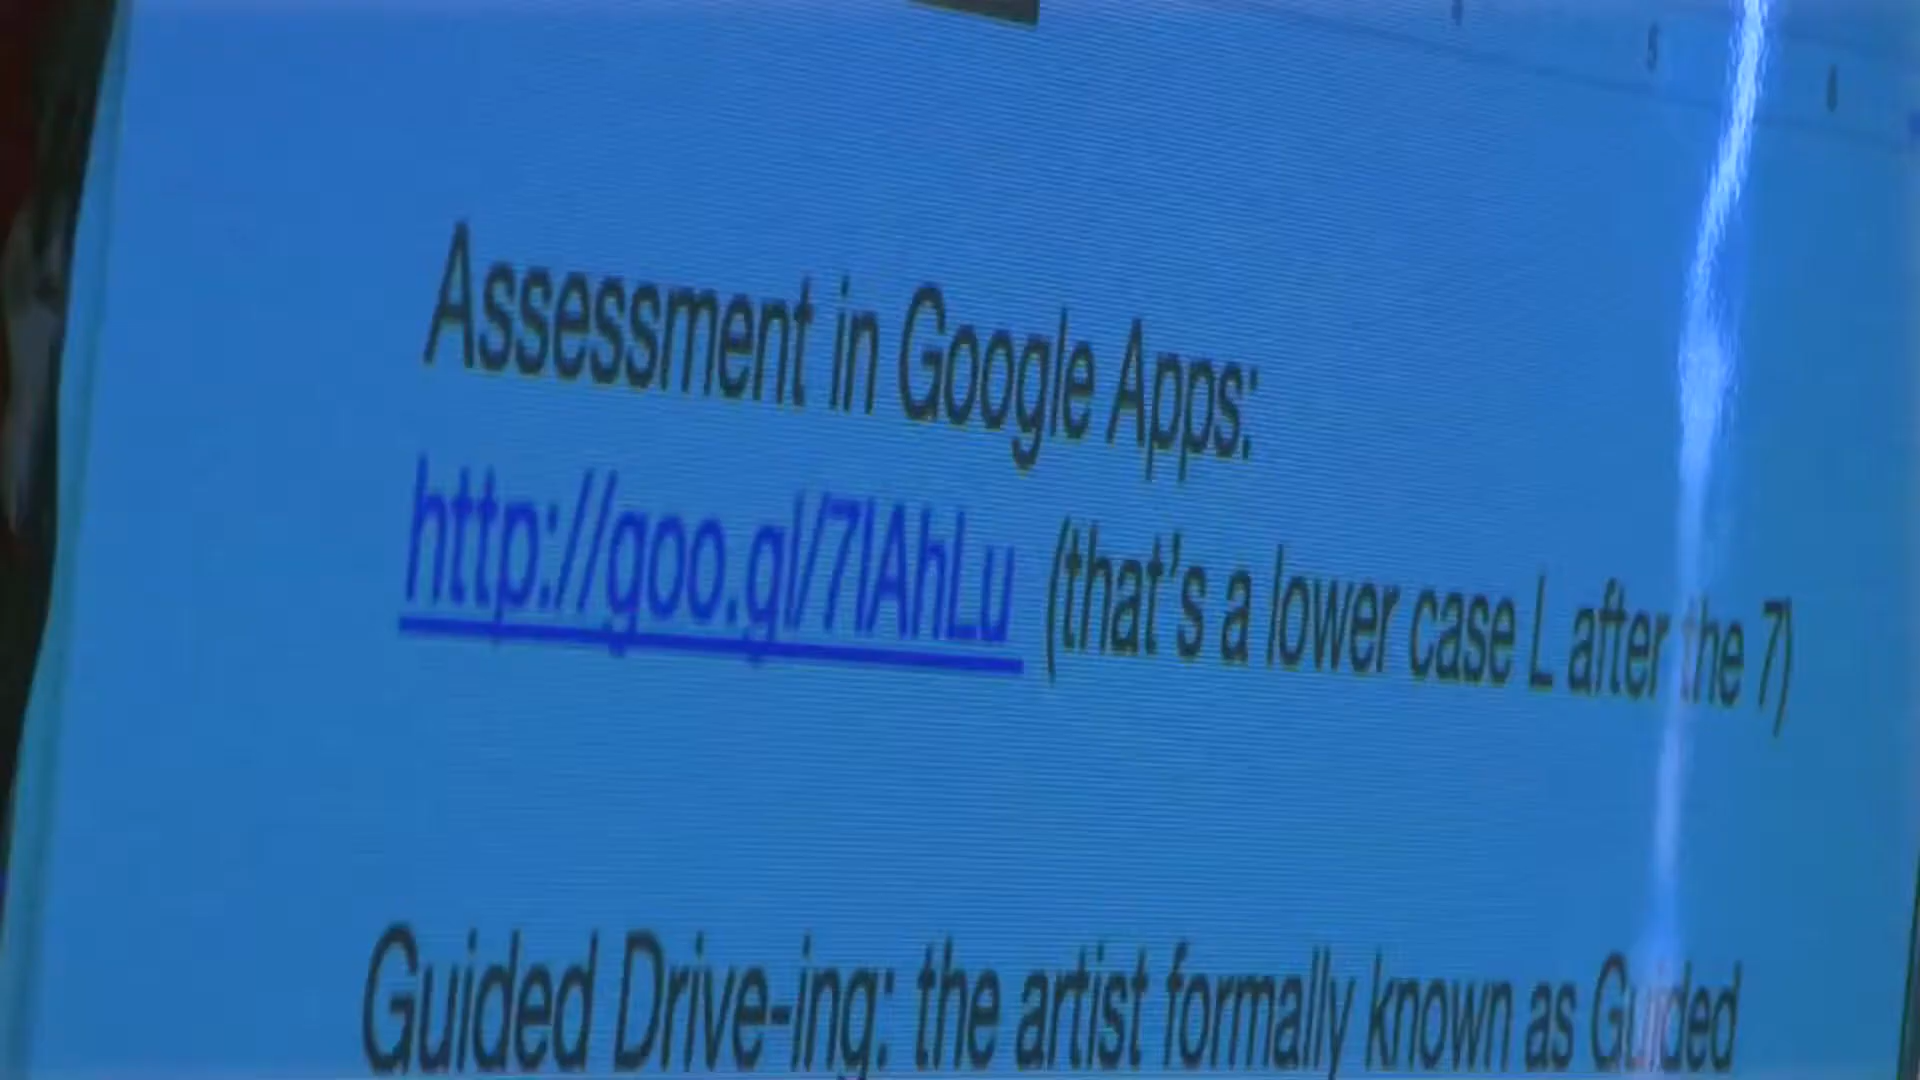 5
Assessment in Google Apps:
http://goo.gl/7lAhLu (that's a lower case L after the 7)
Guided Drive-ing: the artist formally known as Guided